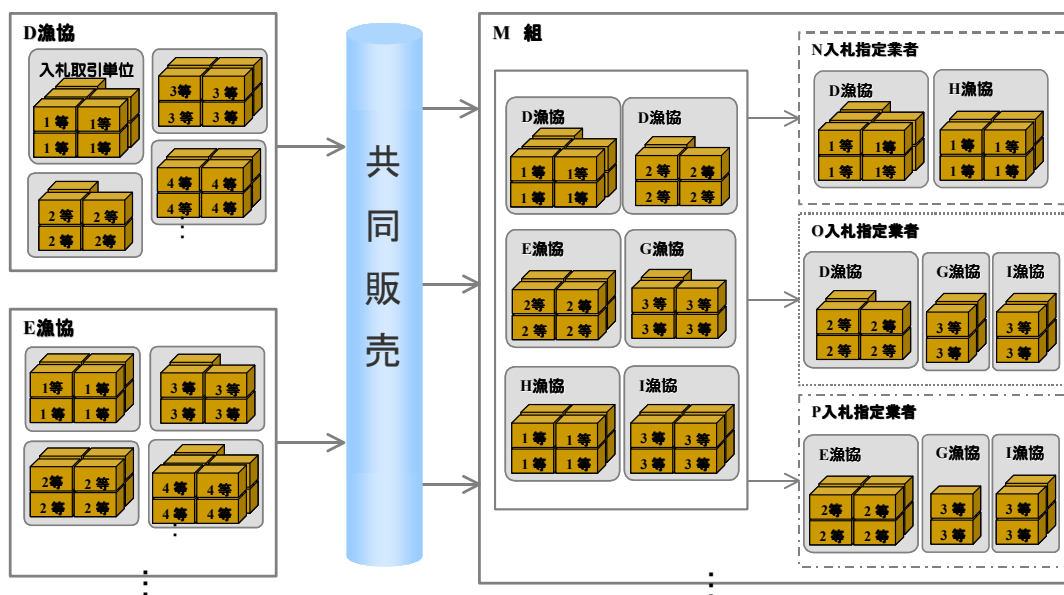 D漁協
入札取引単位
1等 1等
1等 1等
3等 3等
3等 3等
2等 2等
2等 2等
4等 4等
4等 4等
⋮
E漁協
1等 1等
1等 1等
3等 3等
3等 3等
2等 2等
2等 2等
4等 4等
4等 4等
⋮
⋮
共同販売
M 組
D漁協
1等 1等
1等 1等
D漁協
2等 2等
2等 2等
E漁協
2等 2等
2等 2等
G漁協
3等 3等
3等 3等
H漁協
1等 1等
1等 1等
I漁協
3等 3等
3等 3等
N入札指定業者
D漁協
1等 1等
1等 1等
H漁協
1等 1等
1等 1等
O入札指定業者
D漁協
2等 2等
2等 2等
G漁協
3等
3等
I漁協
3等
3等
P入札指定業者
E漁協
2等 2等
2等 2等
G漁協
3等
3等
I漁協
3等
3等
⋮